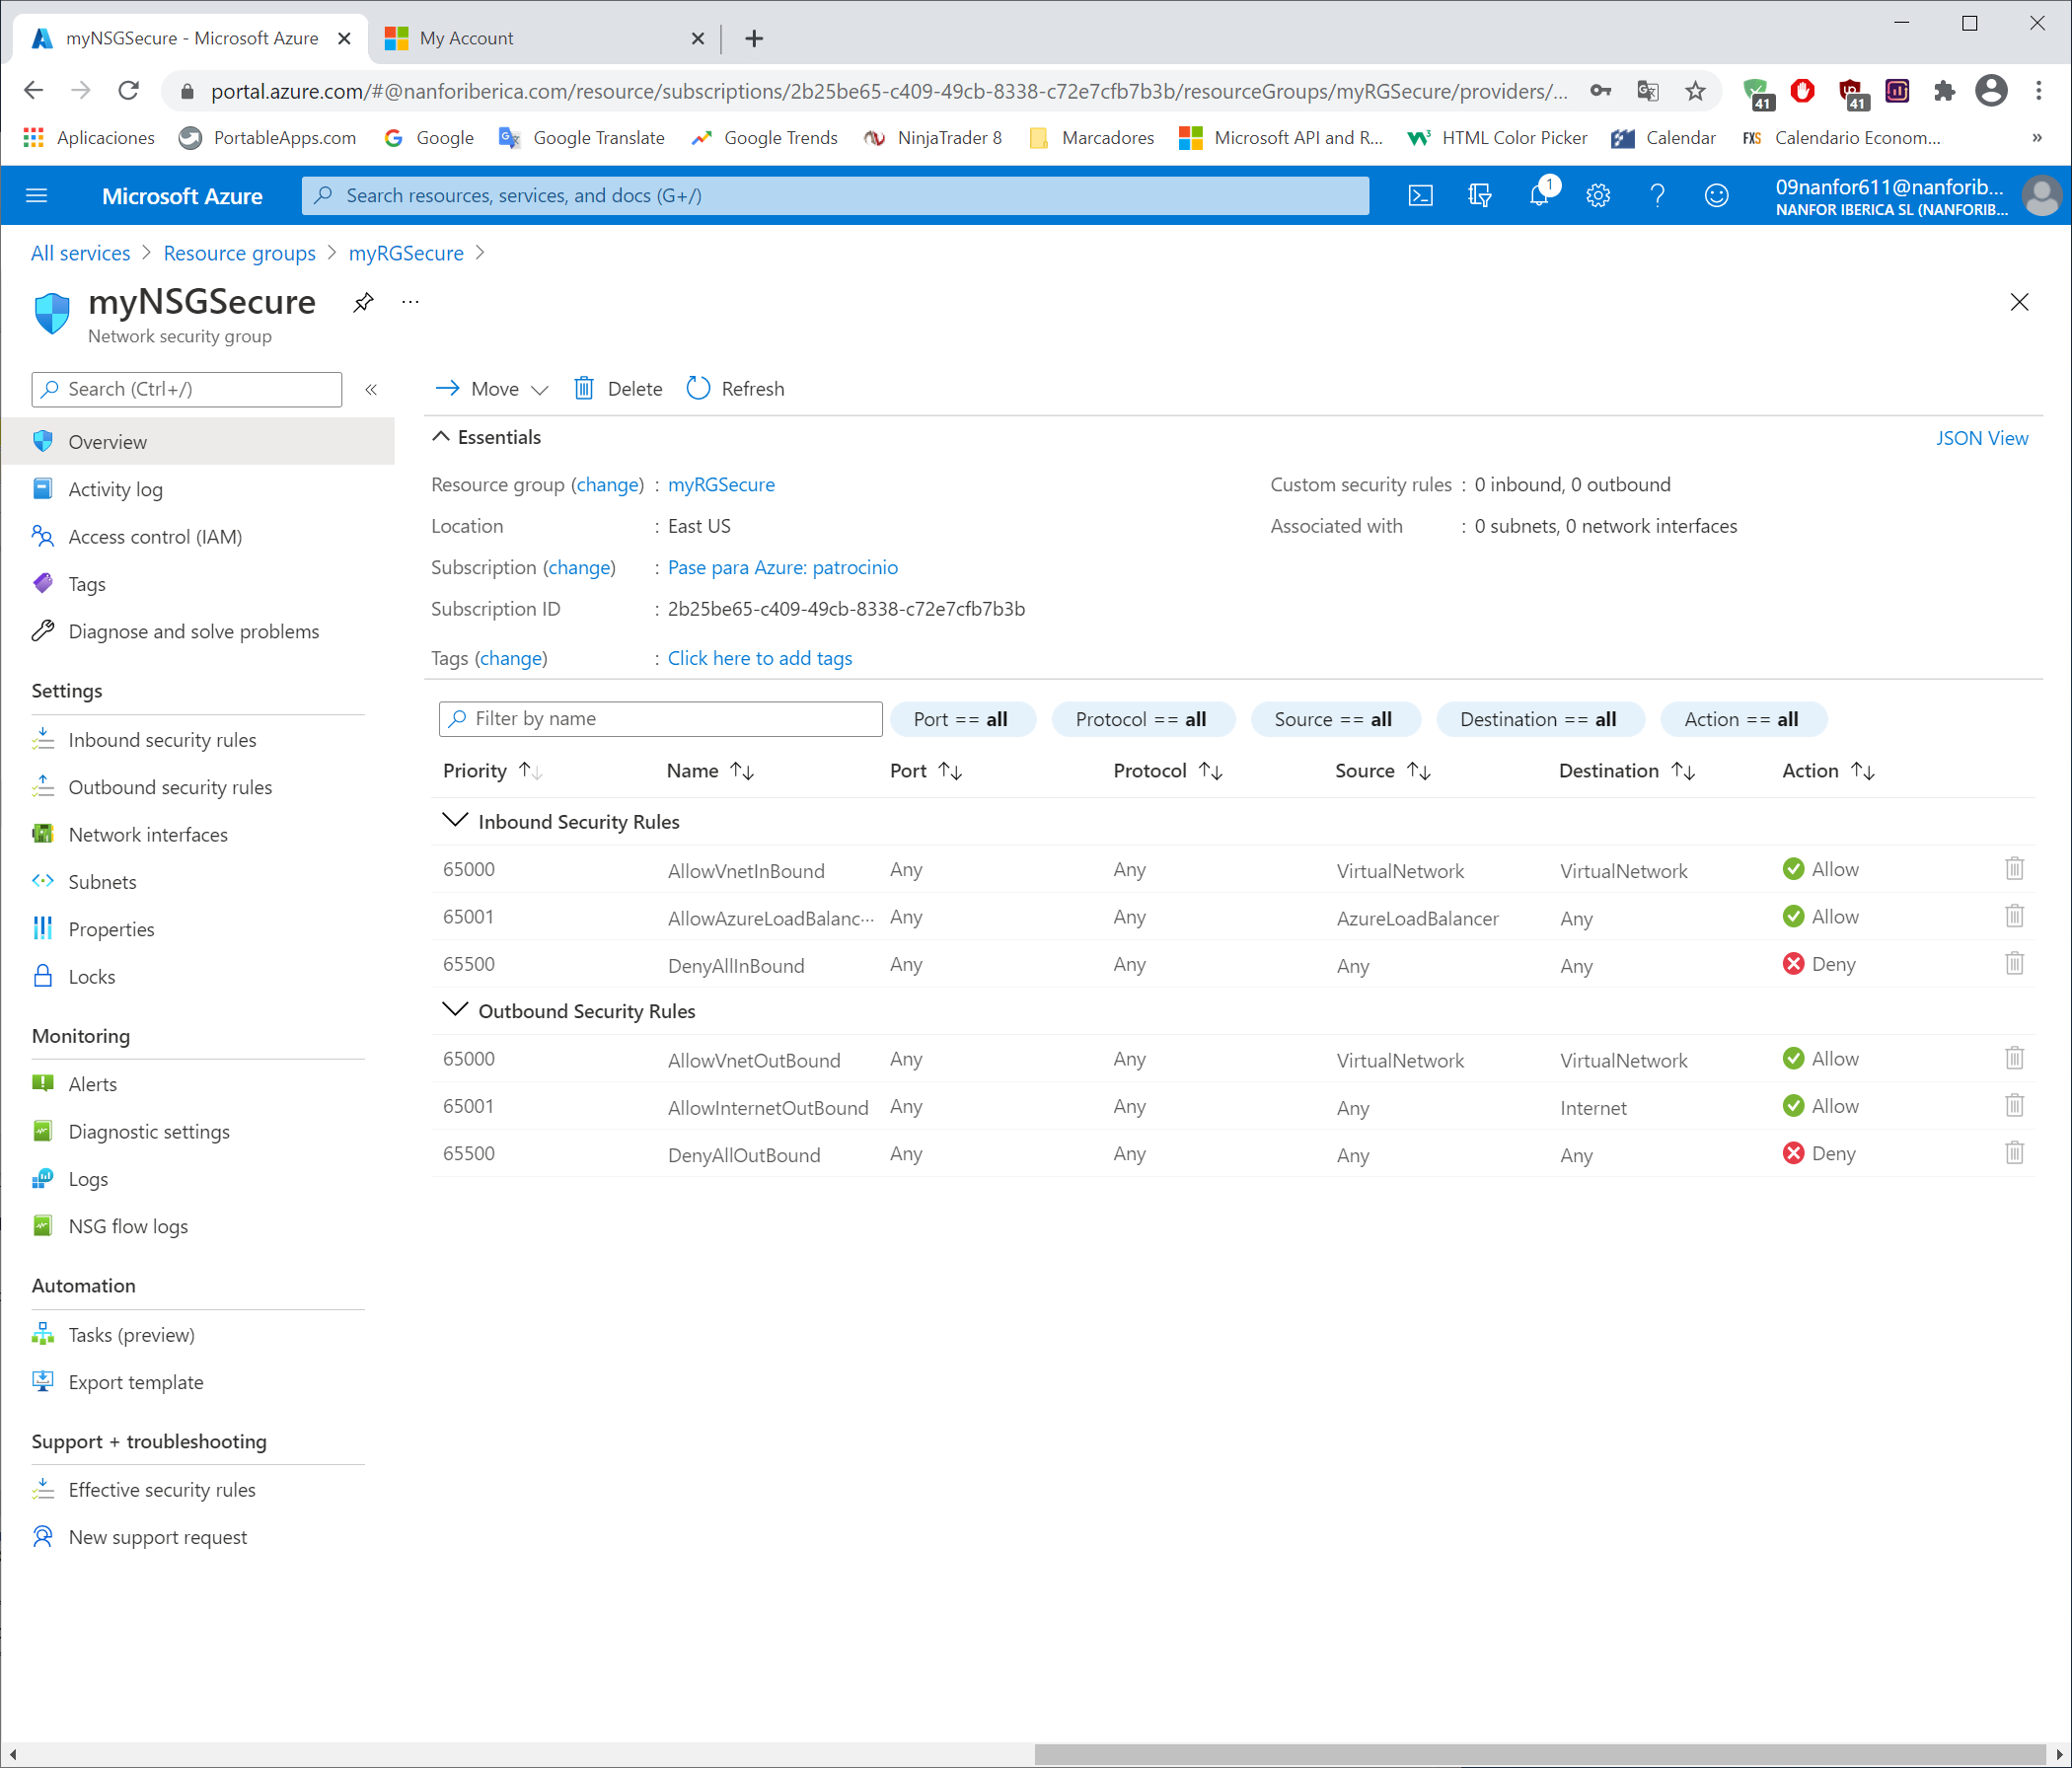 myNSGSecure - Microsoft Azure
My Account
portal.azure.com/#@nanforiberica.com/resource/subscriptions/2b25be65-c409-49cb-8338-c72e7cfb7b3b/resourceGroups/myRGSecure/providers/...
41
41
Aplicaciones PortableApps.com Google Google Translate Google Trends NinjaTrader 8 Marcadores Microsoft API and R... HTML Color Picker Calendar FXS Calendario Econom... »
Microsoft Azure
Search resources, services, and docs (G+/)
1
09nanfor611@nanforib...
NANFOR IBERICA SL (NANFORIB...
All services > Resource groups > myRGSecure >
myNSGSecure ...
Network security group
Search (Ctrl+/) «
Overview
Activity log
Access control (IAM)
Tags
Diagnose and solve problems
Settings
Inbound security rules
Outbound security rules
Network interfaces
Subnets
Properties
Locks
Monitoring
Alerts
Diagnostic settings
Logs
NSG flow logs
Automation
Tasks (preview)
Export template
Support + troubleshooting
Effective security rules
New support request
Move Delete Refresh
Essentials
JSON View
Resource group (change) : myRGSecure
Location : East US
Subscription (change) : Pase para Azure: patrocinio
Subscription ID : 2b25be65-c409-49cb-8338-c72e7cfb7b3b
Tags (change) : Click here to add tags
Custom security rules : 0 inbound, 0 outbound
Associated with : 0 subnets, 0 network interfaces
Filter by name Port == all Protocol == all Source == all Destination == all Action == all
Priority ↑↓ Name ↑↓ Port ↑↓ Protocol ↑↓ Source ↑↓ Destination ↑↓ Action ↑↓
Inbound Security Rules
65000 AllowVnetInBound Any Any VirtualNetwork VirtualNetwork Allow
65001 AllowAzureLoadBalanc... Any Any AzureLoadBalancer Any Allow
65500 DenyAllInBound Any Any Any Any Deny
Outbound Security Rules
65000 AllowVnetOutBound Any Any VirtualNetwork VirtualNetwork Allow
65001 AllowInternetOutBound Any Any Any Internet Allow
65500 DenyAllOutBound Any Any Any Any Deny